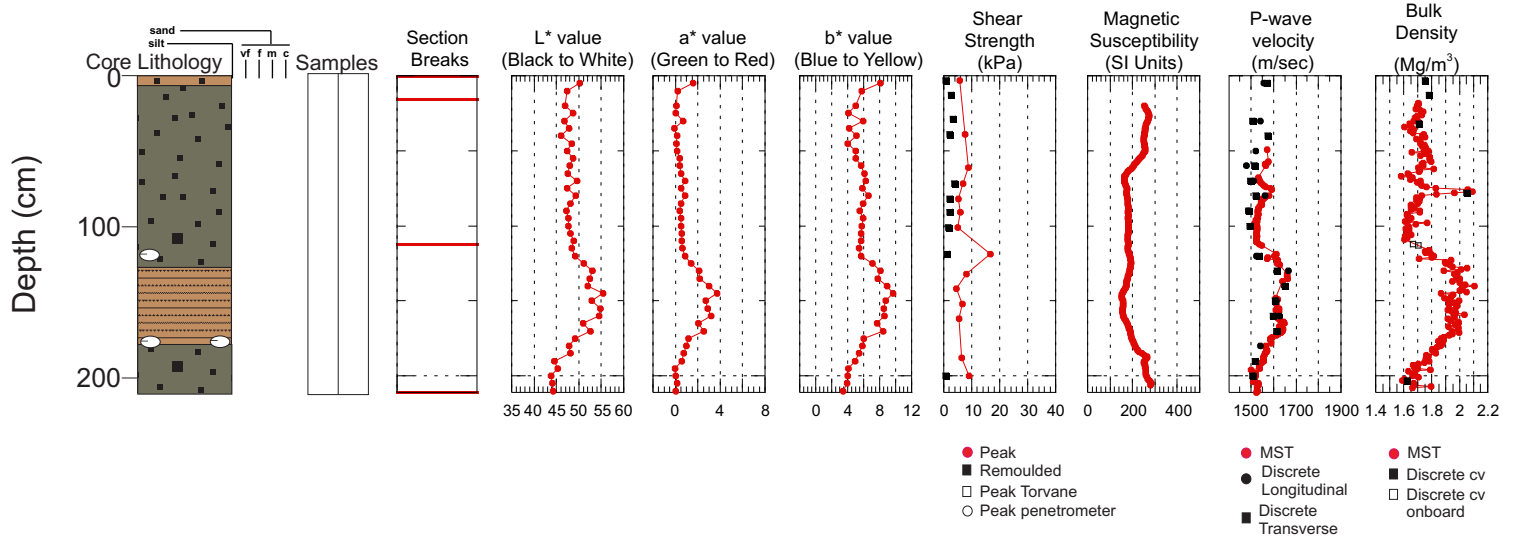 sand
silt
vf f m c
Core Lithology
Samples
Section
Breaks
L* value
(Black to White)
a* value
(Green to Red)
b* value
(Blue to Yellow)
Shear
Strength
(kPa)
Magnetic
Susceptibility
(SI Units)
P-wave
velocity
(m/sec)
Bulk
Density
(Mg/m³)
Depth (cm)
0
100
200
35 40 45 50 55 60
0 4 8
0 4 8 12
0 10 20 30 40
0 200 400
1500 1700 1900
1.4 1.6 1.8 2 2.2
Peak
Remoulded
Peak Torvane
Peak penetrometer
MST
Discrete
Longitudinal
Discrete
Transverse
MST
Discrete cv
Discrete cv
onboard